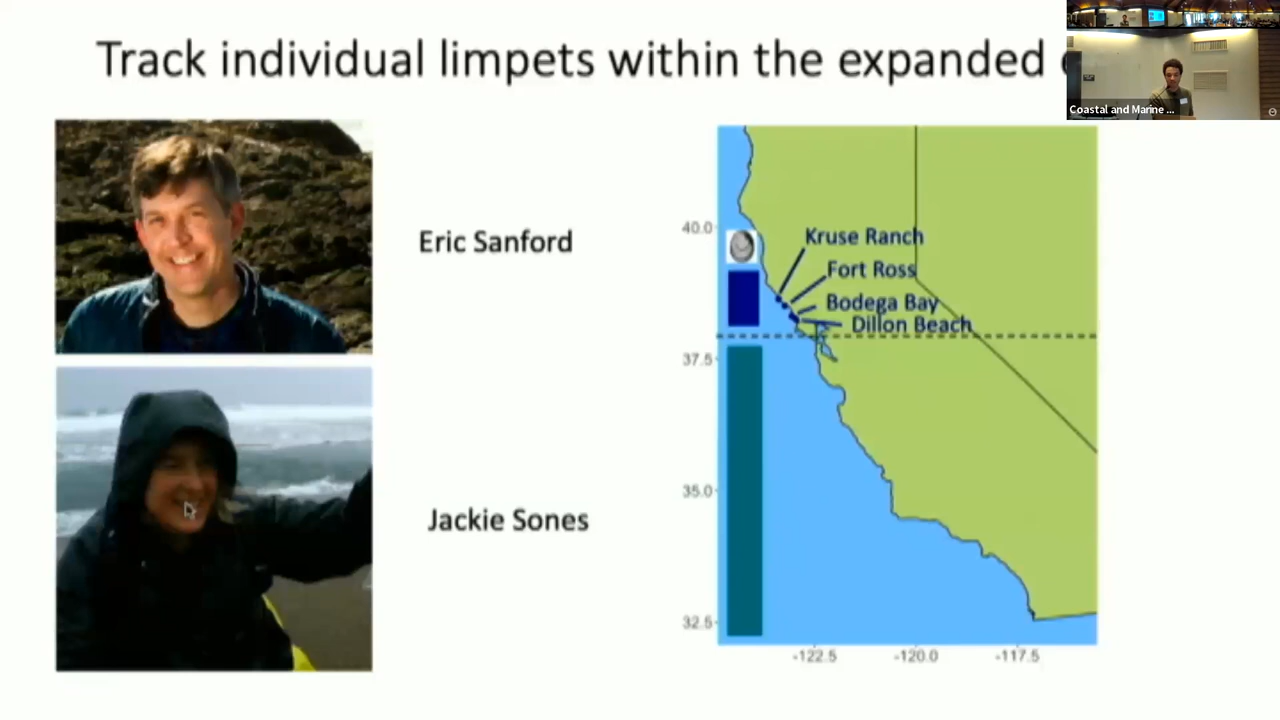 Track individual limpets within the expanded
Coastal and Marine ...
Eric Sanford
Jackie Sones
40.0
Kruse Ranch
Fort Ross
Bodega Bay
Dillon Beach
37.5
35.0
32.5
-122.5
-120.0
-117.5